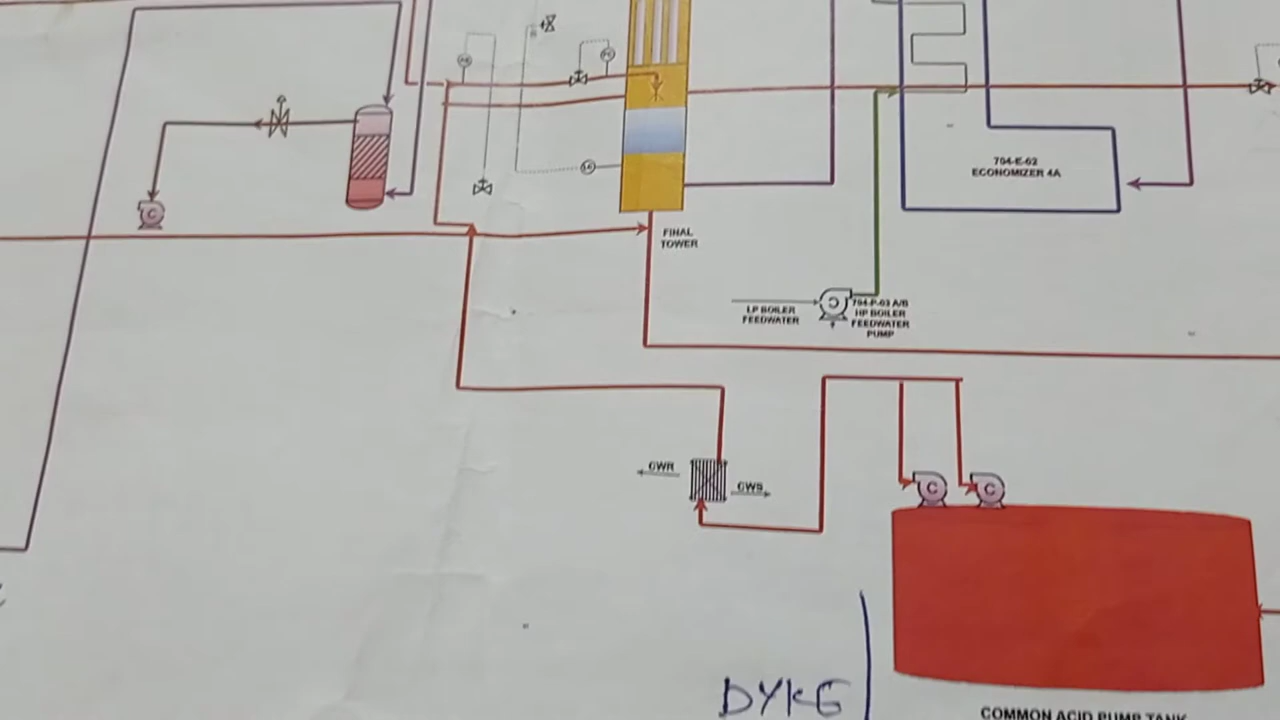 704-E-02
ECONOMIZER 4A
FINAL
TOWER
LP BOILER
FEEDWATER
704-P-03 A/B
HP BOILER
FEEDWATER
PUMP
CWR
CWS
C
C
C
DYKE
COMMON ACID PUMP TANK